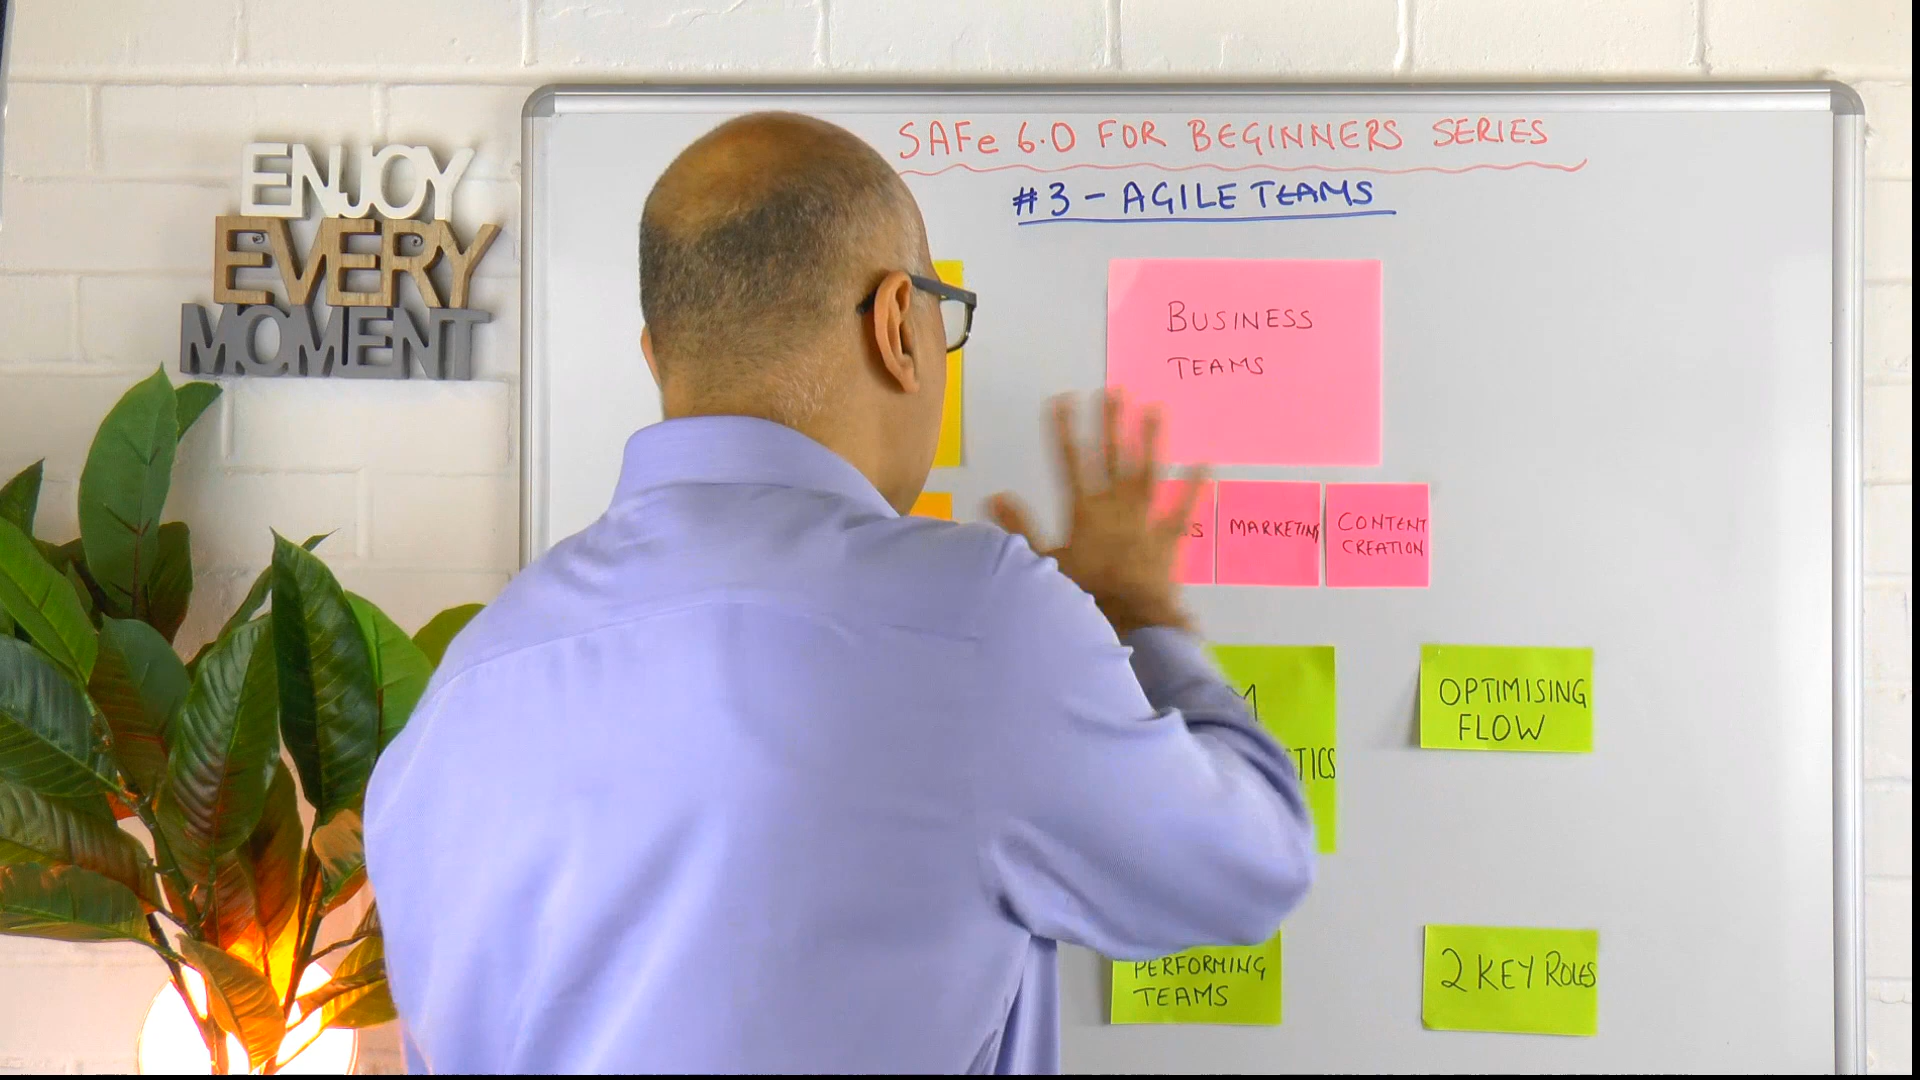 ENJOY
EVERY
MOMENT
SAFe 6.0 FOR BEGINNERS SERIES
#3 - AGILE TEAMS
BUSINESS
TEAMS
MARKETING
CONTENT
CREATION
OPTIMISING
FLOW
PERFORMING
TEAMS
2 KEY ROLES